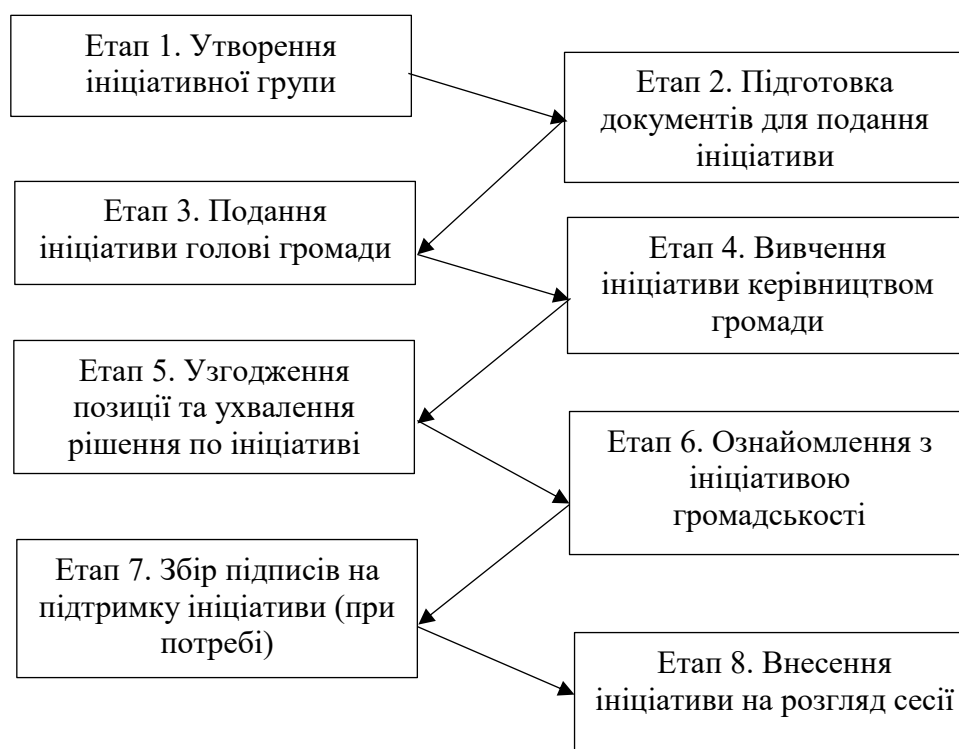 Етап 1. Утворення
ініціативної групи
Етап 2. Підготовка
документів для подання
ініціативи
Етап 3. Подання
ініціативи голові громади
Етап 4. Вивчення
ініціативи керівництвом
громади
Етап 5. Узгодження
позиції та ухвалення
рішення по ініціативі
Етап 6. Ознайомлення з
ініціативою
громадськості
Етап 7. Збір підписів на
підтримку ініціативи (при
потребі)
Етап 8. Внесення
ініціативи на розгляд сесії